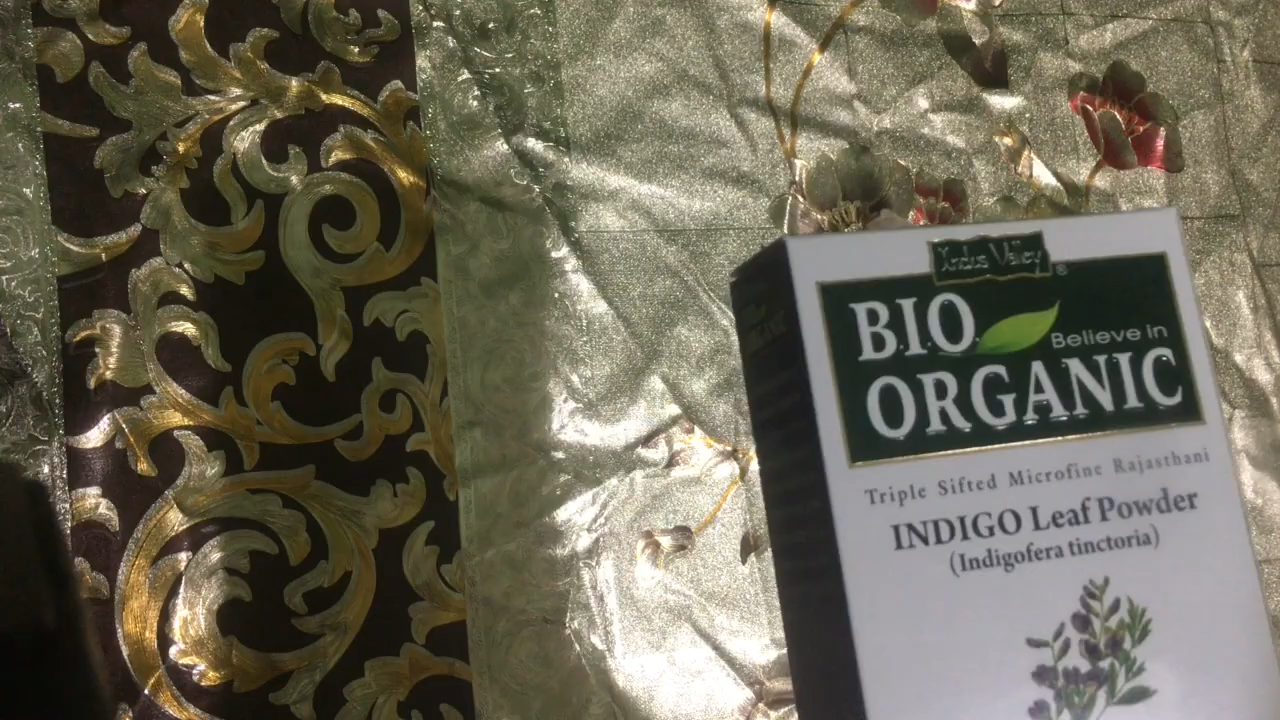 Indus Valley
®
BIO
Believe in
ORGANIC
Triple Sifted Microfine Rajasthani
INDIGO Leaf Powder
(Indigofera tinctoria)